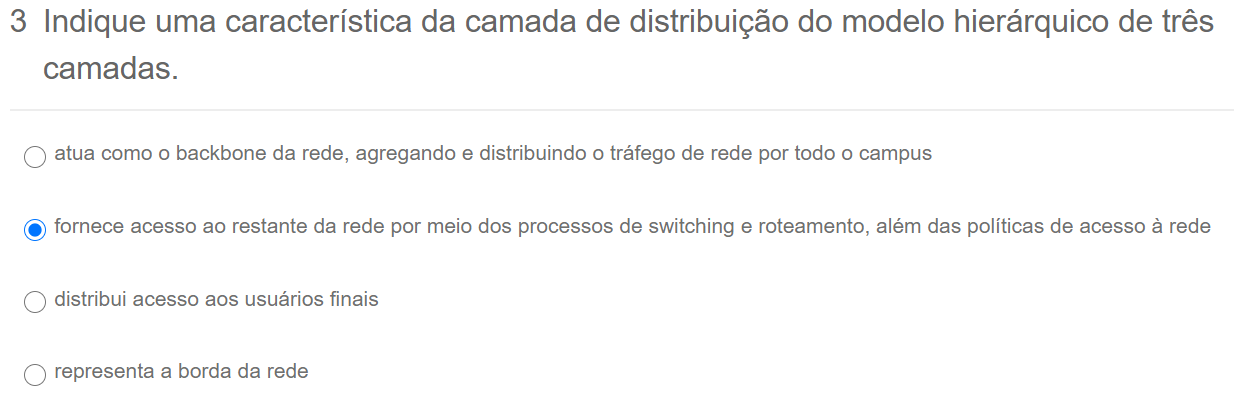 3 Indique uma característica da camada de distribuição do modelo hierárquico de três
camadas.
atua como o backbone da rede, agregando e distribuindo o tráfego de rede por todo o campus
fornece acesso ao restante da rede por meio dos processos de switching e roteamento, além das políticas de acesso à rede
distribui acesso aos usuários finais
representa a borda da rede